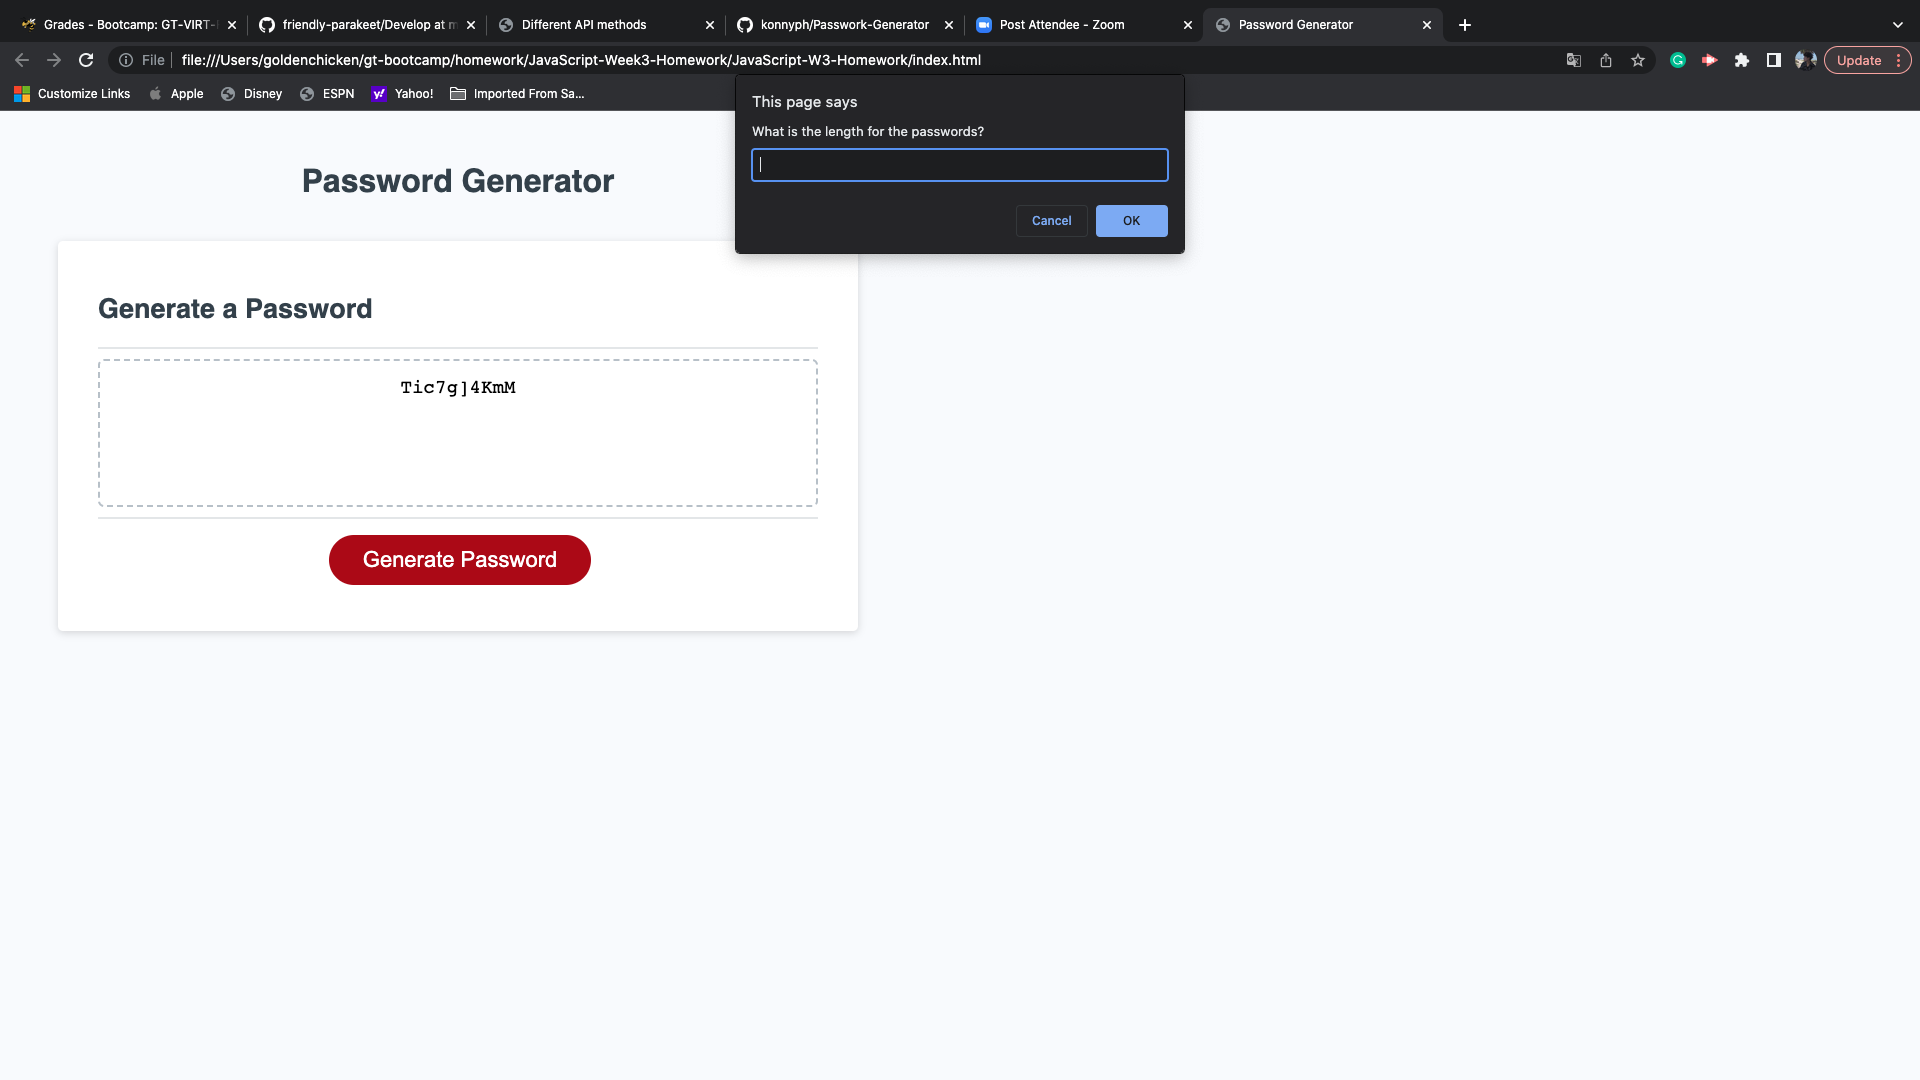 Grades - Bootcamp: GT-VIRT-
friendly-parakeet/Develop at m
Different API methods
konnyph/Passwork-Generator
Post Attendee - Zoom
Password Generator
File
file:///Users/goldenchicken/gt-bootcamp/homework/JavaScript-Week3-Homework/JavaScript-W3-Homework/index.html
Update
Customize Links
Apple
Disney
ESPN
Yahoo!
Imported From Sa...
This page says
What is the length for the passwords?
Cancel
OK
Password Generator
Generate a Password
Tic7g]4KmM
Generate Password